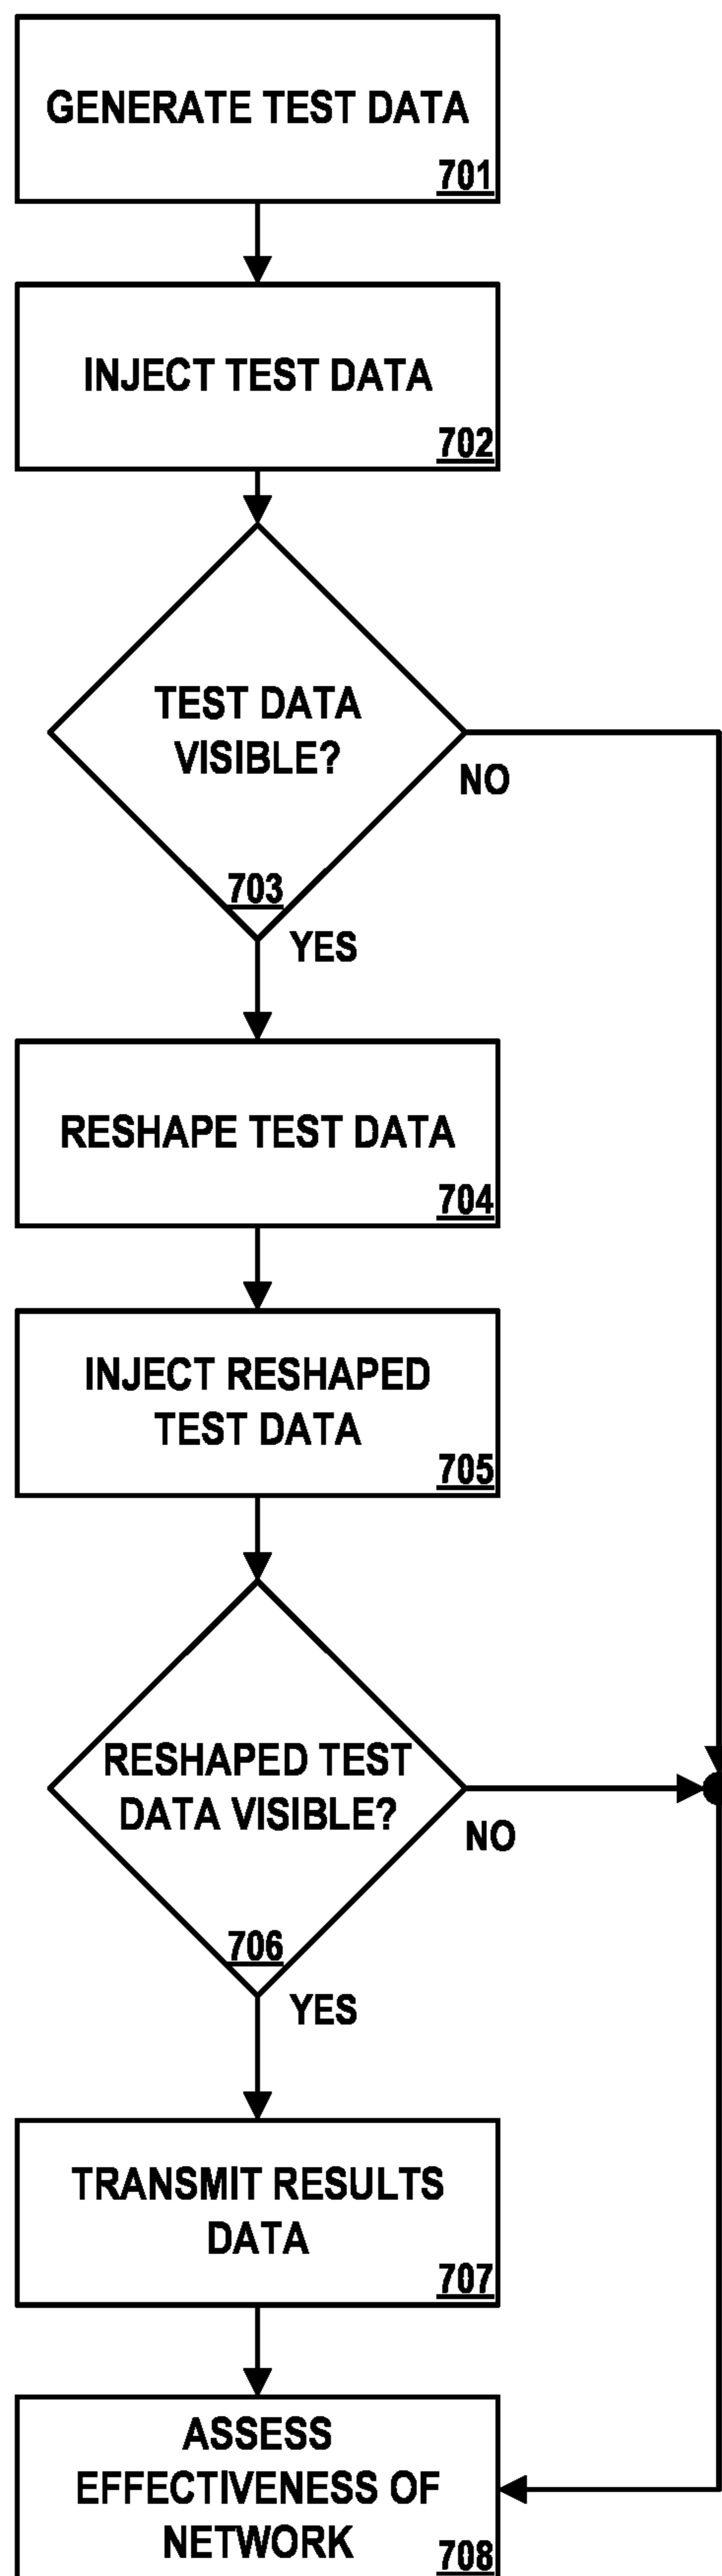 GENERATE TEST DATA
701
INJECT TEST DATA
702
TEST DATA
VISIBLE?
NO
703
YES
RESHAPE TEST DATA
704
INJECT RESHAPED
TEST DATA
705
RESHAPED TEST
DATA VISIBLE?
NO
706
YES
TRANSMIT RESULTS
DATA
707
ASSESS
EFFECTIVENESS OF
NETWORK
708